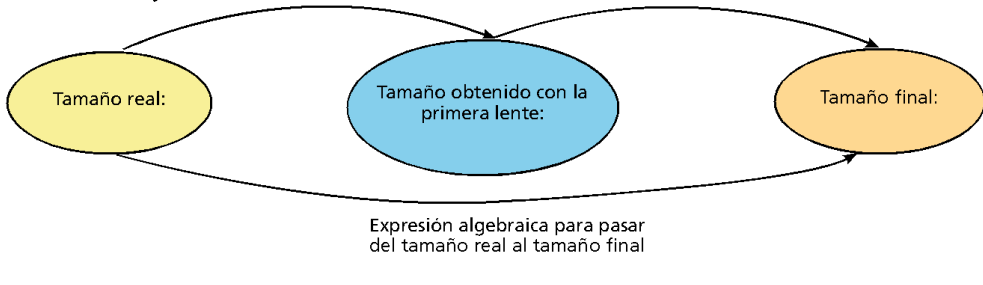 Tamaño real:
Tamaño obtenido con la
primera lente:
Tamaño final:
Expresión algebraica para pasar
del tamaño real al tamaño final